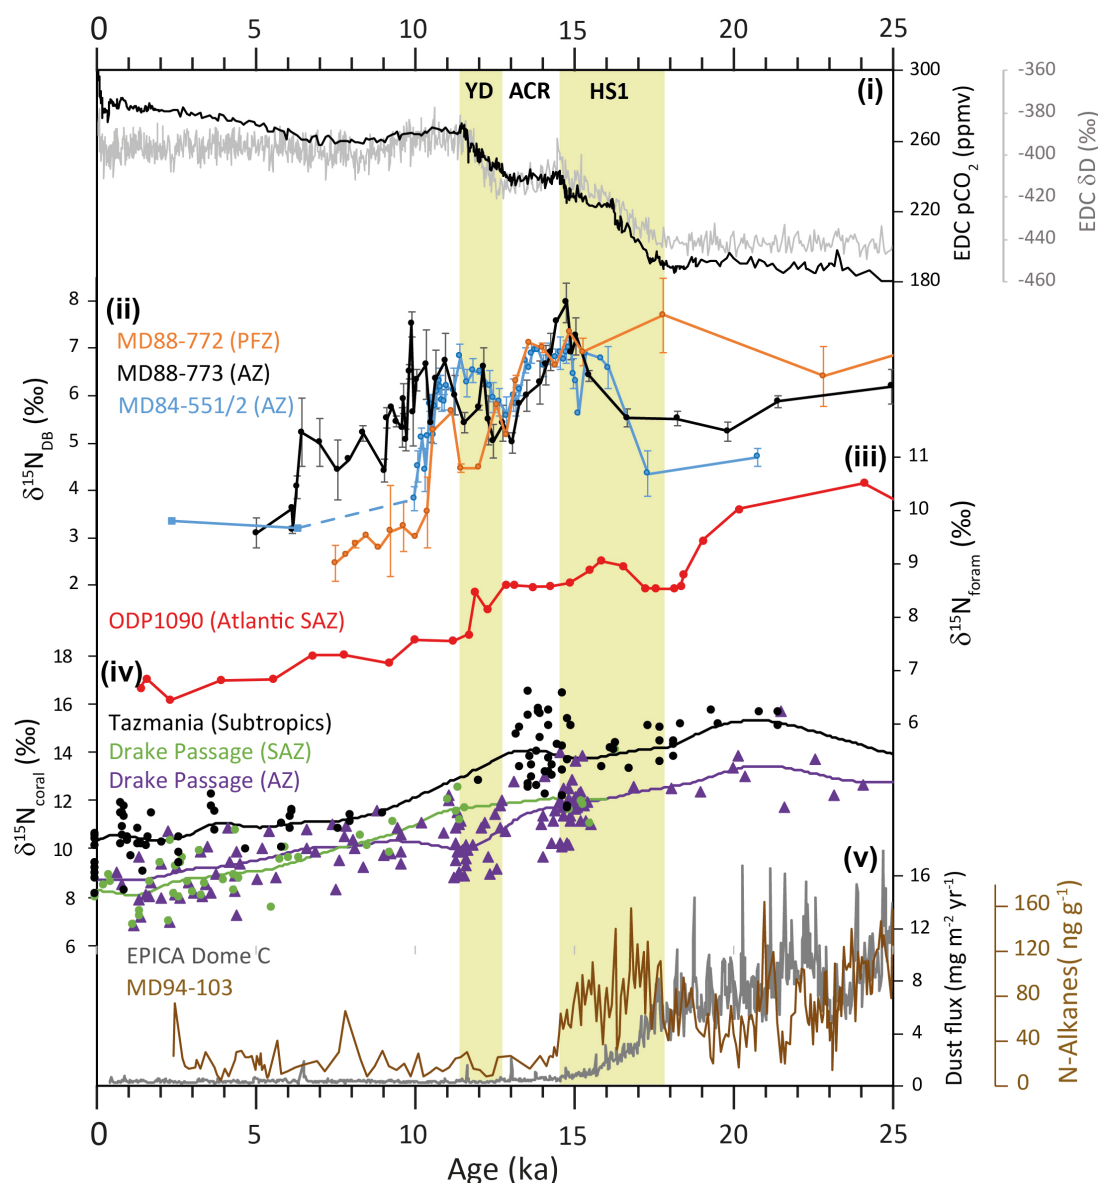 0 5 10 15 20 25
YD ACR HS1 (i)
300
260
220
180
EDC pCO2 (ppmv)
-360
-380
-400
-420
-440
-460
EDC δD (‰)
(ii)
8
7
6
5
4
3
2
δ15NDB (‰)
MD88-772 (PFZ)
MD88-773 (AZ)
MD84-551/2 (AZ)
(iii)
11
10
9
8
7
6
δ15Nforam (‰)
ODP1090 (Atlantic SAZ)
(iv)
18
16
14
12
10
8
6
δ15Ncoral (‰)
Tazmania (Subtropics)
Drake Passage (SAZ)
Drake Passage (AZ)
(v)
16
12
8
4
0
Dust flux (mg m-2 yr-1)
160
120
80
40
0
N-Alkanes( ng g-1)
EPICA Dome C
MD94-103
0 5 10 15 20 25
Age (ka)